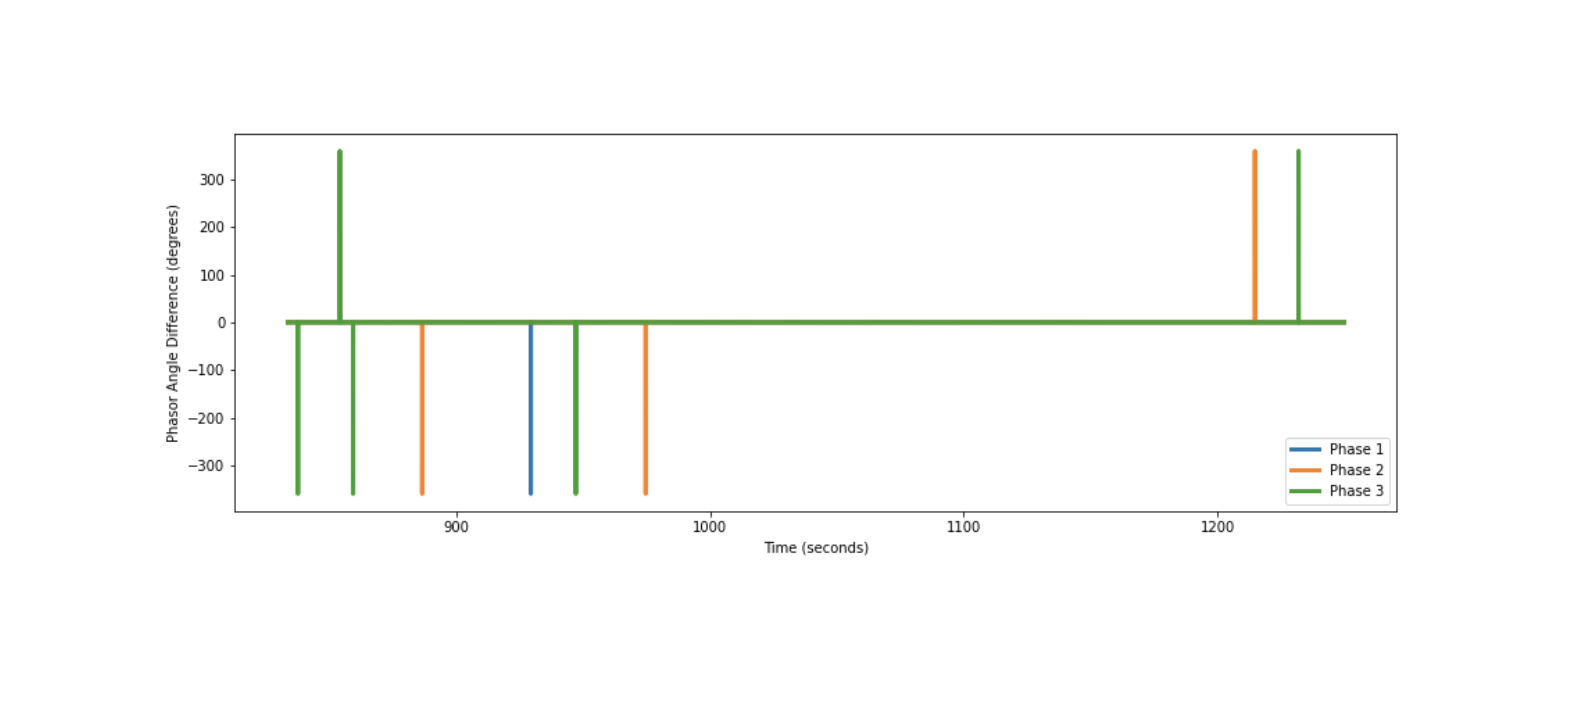 Phasor Angle Difference (degrees)
300
200
100
0
−100
−200
−300
900
1000
1100
1200
Time (seconds)
Phase 1
Phase 2
Phase 3